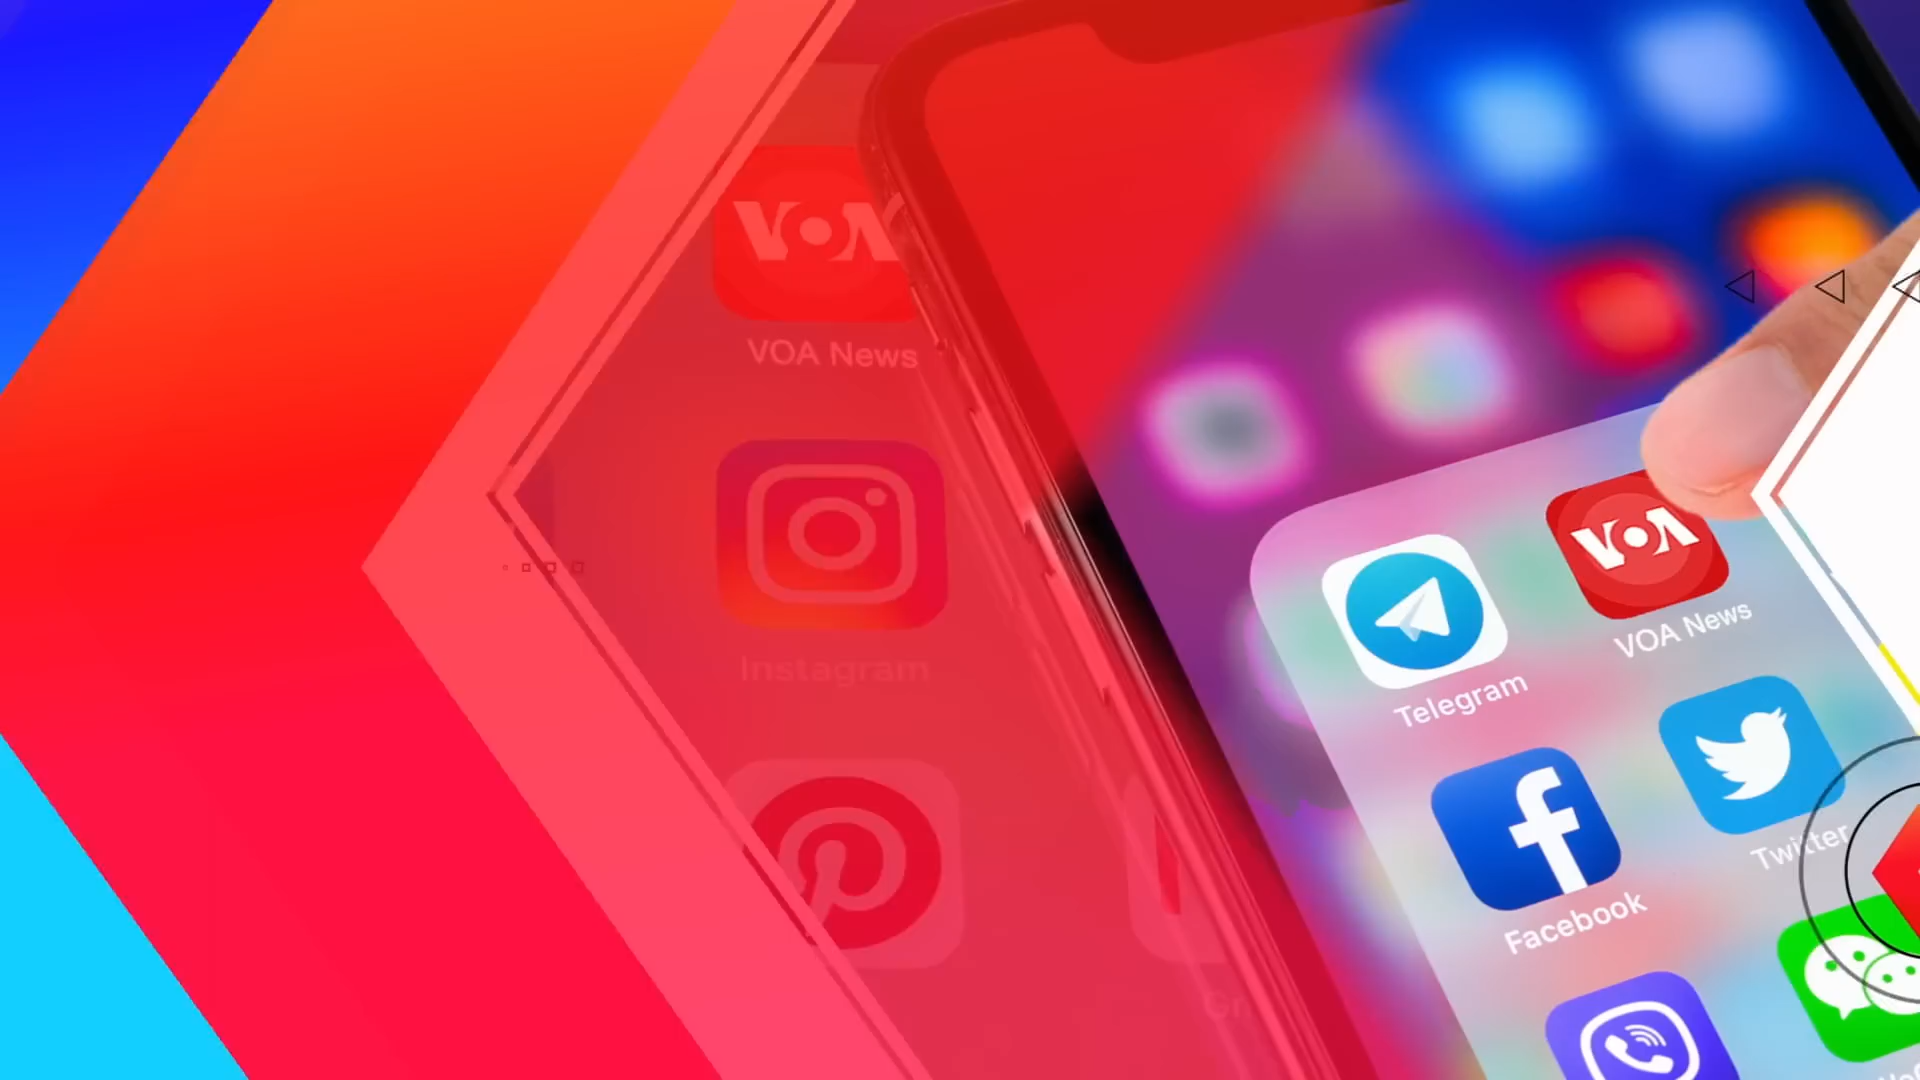 VOA
VOA News
Instagram
VOA
VOA News
Telegram
Twitter
Facebook